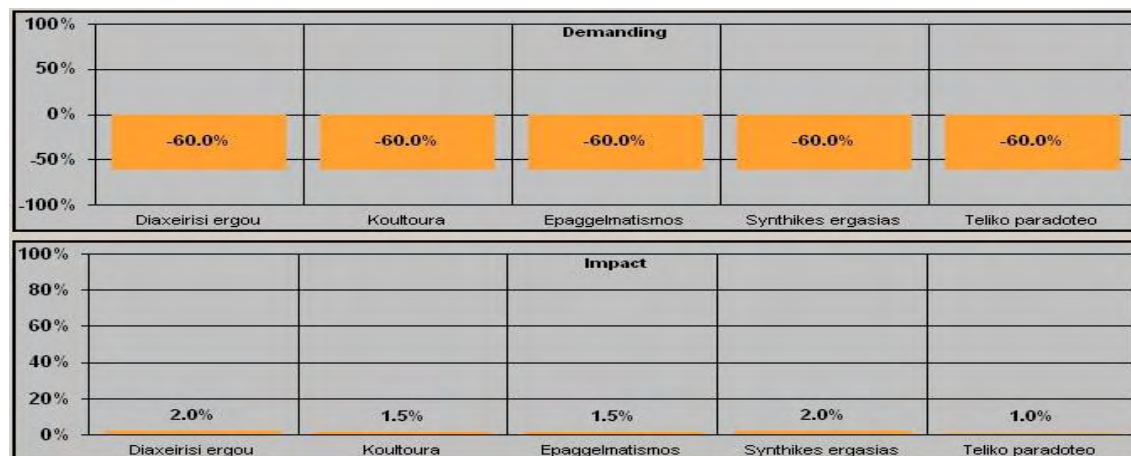 100%
Demanding
50%
0%
-60.0% -60.0% -60.0% -60.0% -60.0%
-50%
-100%
Diaxeirisi ergou Koultoura Epaggelmatismos Synthikes ergasias Teliko paradoteo
100%
Impact
80%
60%
40%
20%
2.0% 1.5% 1.5% 2.0% 1.0%
0%
Diaxeirisi ergou Koultoura Epaggelmatismos Synthikes ergasias Teliko paradoteo